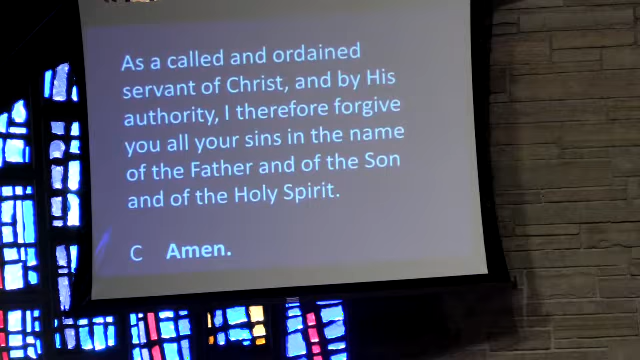 As a called and ordained
servant of Christ, and by His
authority, I therefore forgive
you all your sins in the name
of the Father and of the Son
and of the Holy Spirit.
C Amen.